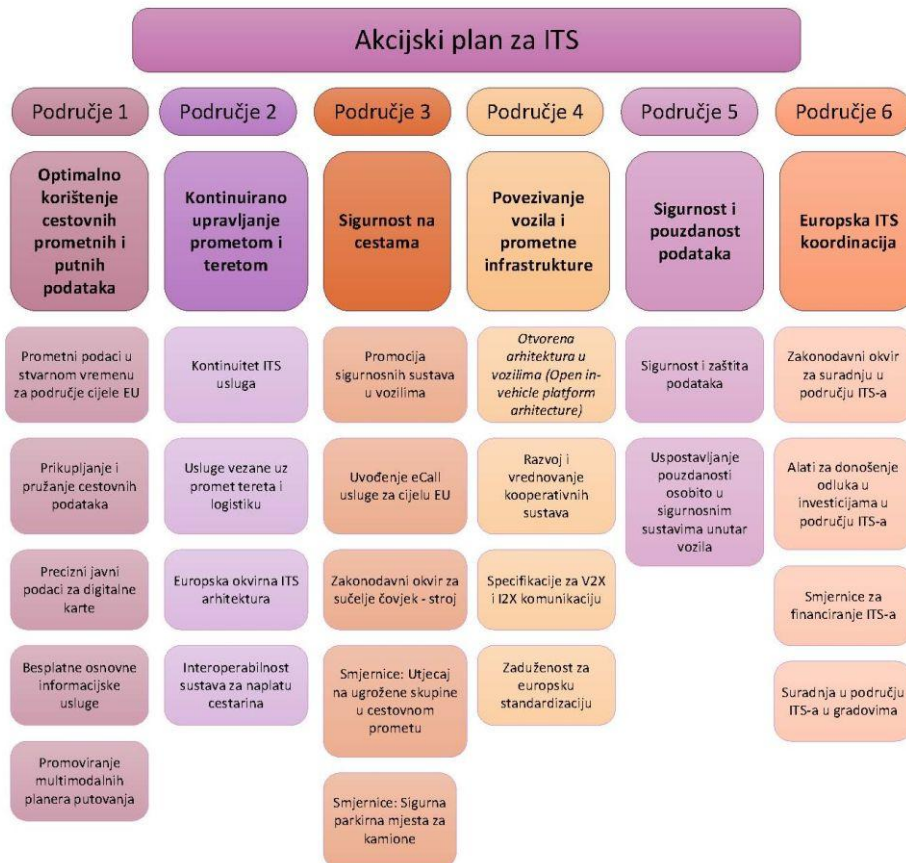 Akcijski plan za ITS
Područje 1
Područje 2
Područje 3
Područje 4
Područje 5
Područje 6
Optimalno
korištenje
cestovnih
prometnih i
putnih
podataka
Kontinuirano
upravljanje
prometom i
teretom
Sigurnost na
cestama
Povezivanje
vozila i
prometne
infrastrukture
Sigurnost i
pouzdanost
podataka
Europska ITS
koordinacija
Prometni podaci u
stvarnom vremenu
za područje cijele EU
Kontinuitet ITS
usluga
Promocija
sigurnosnih sustava
u vozilima
Otvorena
arhitektura u
vozilima (Open in-
vehicle platform
arhitecture)
Sigurnost i zaštita
podataka
Zakonodavni okvir
za suradnju u
području ITS-a
Prikupljanje i
pružanje cestovnih
podataka
Usluge vezane uz
promet tereta i
logistiku
Uvođenje eCall
usluge za cijelu EU
Razvoj i
vrednovanje
kooperativnih
sustava
Uspostavljanje
pouzdanosti
osobito u
sigurnosnim
sustavima unutar
vozila
Alati za donošenje
odluka u
investicijama u
području ITS-a
Precizni javni
podaci za digitalne
karte
Europska okvirna ITS
arhitektura
Zakonodavni okvir za
sučelje čovjek - stroj
Specifikacije za V2X
i I2X komunikaciju
Smjernice za
financiranje ITS-a
Besplatne osnovne
informacijske
usluge
Interoperabilnost
sustava za naplatu
cestarina
Smjernice: Utjecaj
na ugrožene skupine
u cestovnom
prometu
Zaduženost za
europsku
standardizaciju
Suradnja u području
ITS-a u gradovima
Promoviranje
multimodalnih
planera putovanja
Smjernice: Sigurna
parkirna mjesta za
kamione